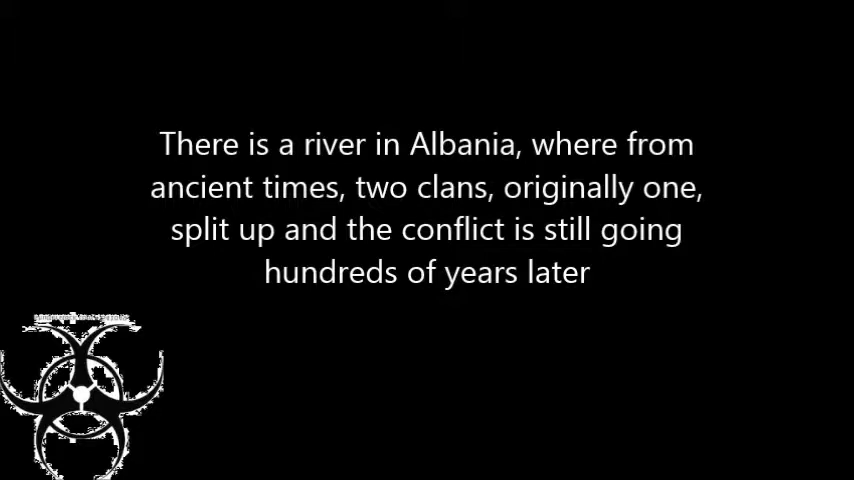 There is a river in Albania, where from
ancient times, two clans, originally one,
split up and the conflict is still going
hundreds of years later